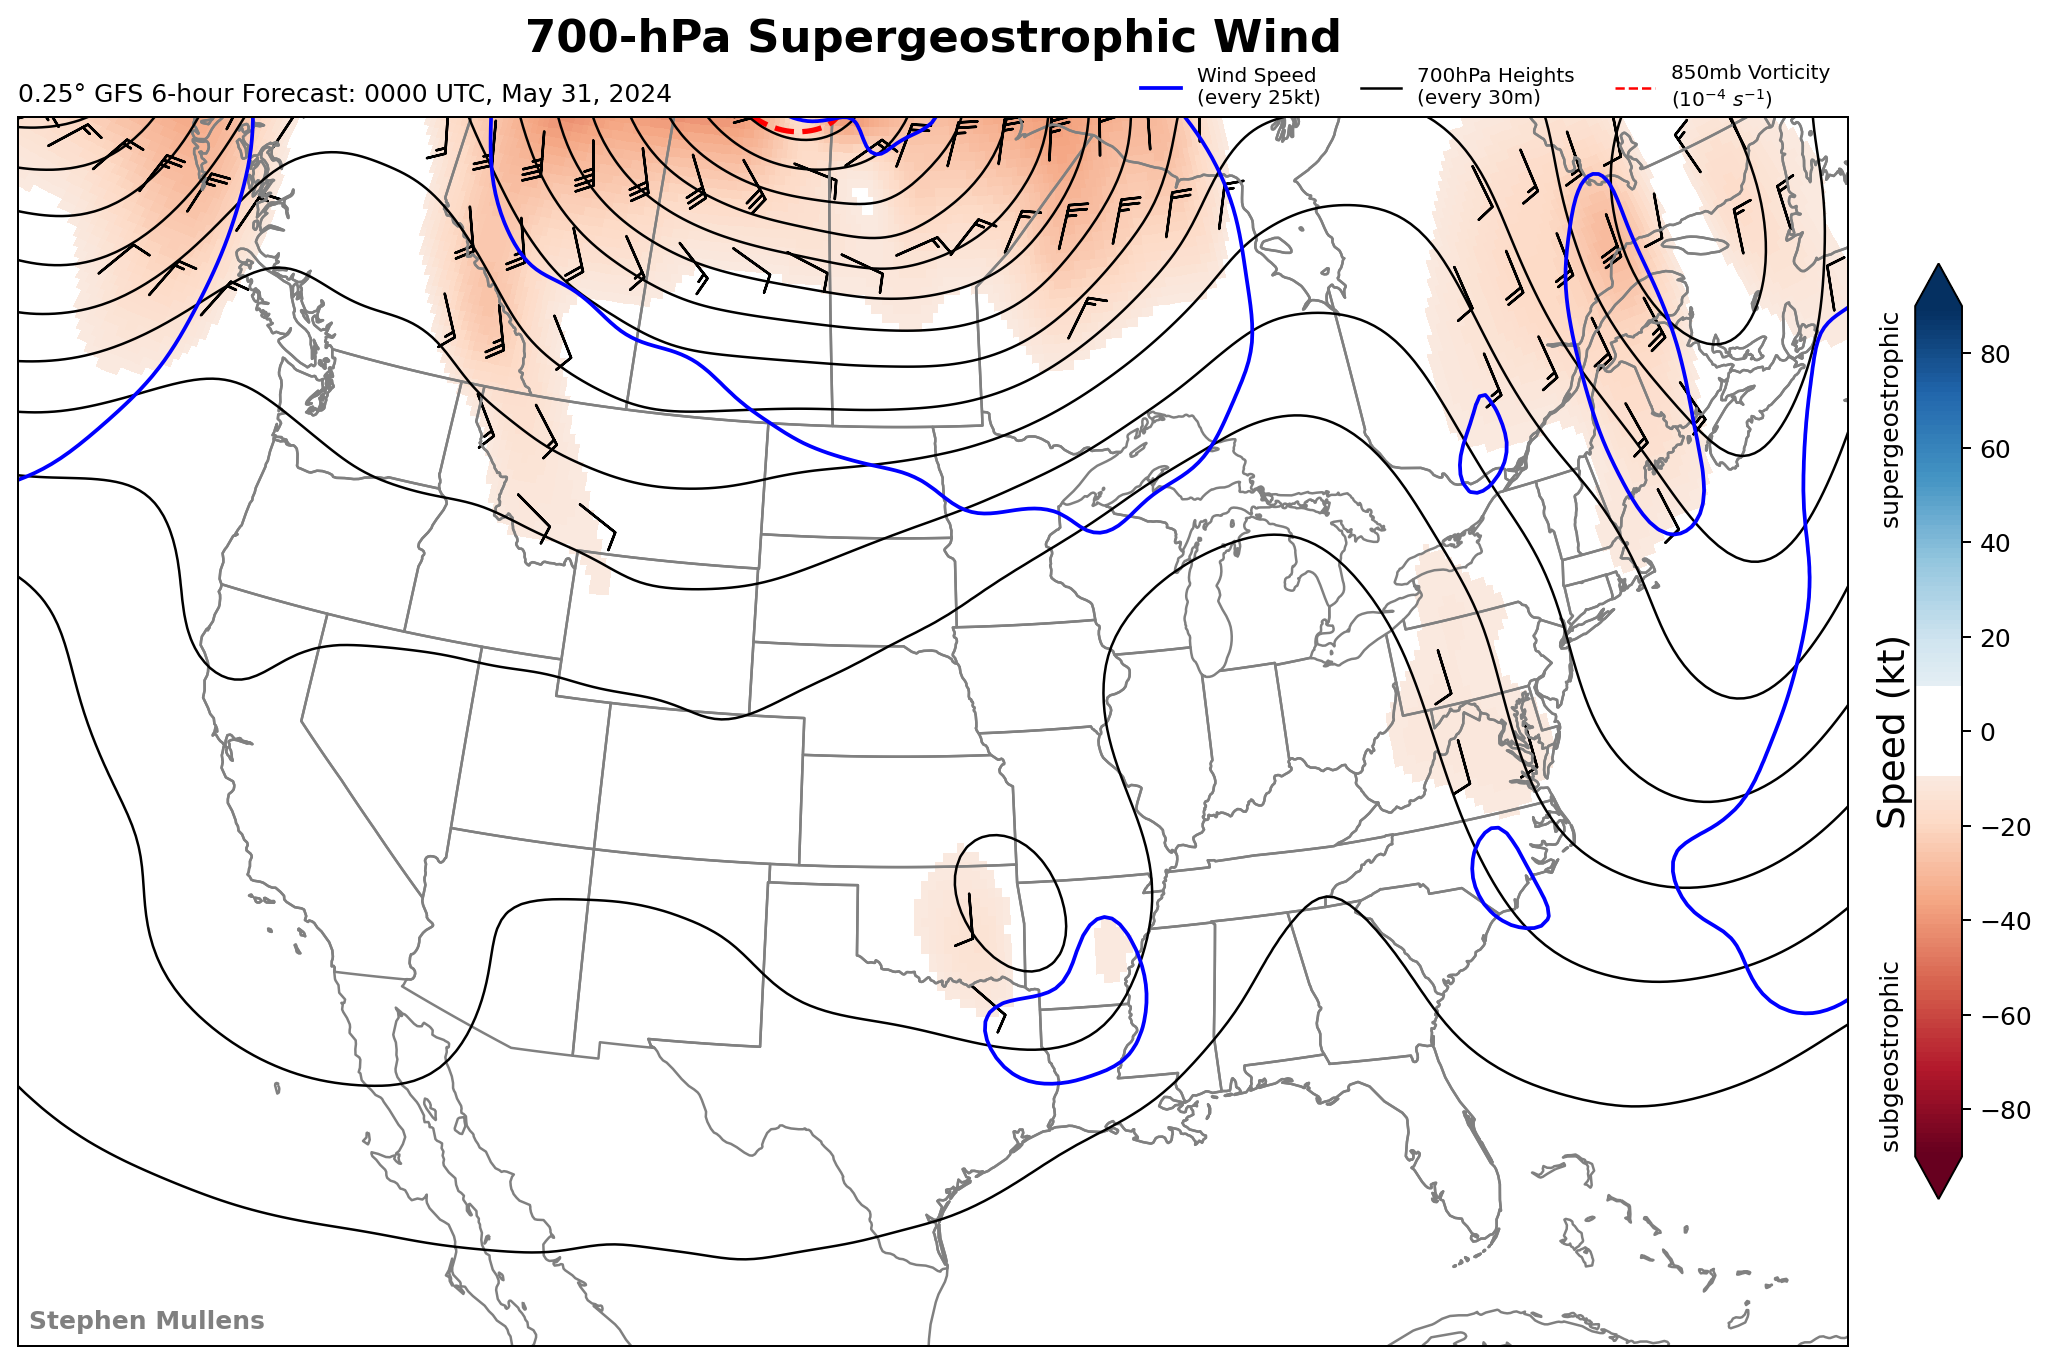 700-hPa Supergeostrophic Wind
0.25° GFS 6-hour Forecast: 0000 UTC, May 31, 2024
Wind Speed
(every 25kt)
700hPa Heights
(every 30m)
850mb Vorticity
(10⁻⁴ s⁻¹)
supergeostrophic
Speed (kt)
subgeostrophic
80
60
40
20
0
−20
−40
−60
−80
Stephen Mullens